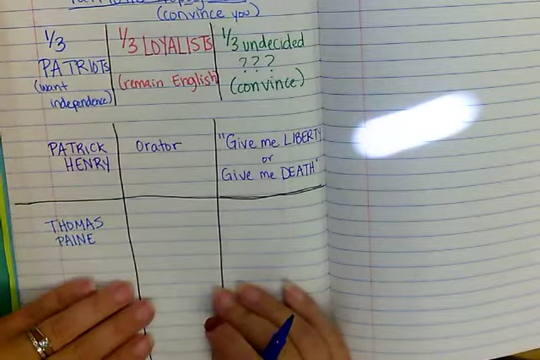 (convince you)
1/3
PATRIOTS
(want
independence)
1/3 LOYALISTS
(remain English)
1/3 undecided
? ? ?
(convince)
PATRICK
HENRY
Orator
"Give me LIBERTY
or
Give me DEATH"
THOMAS
PAINE